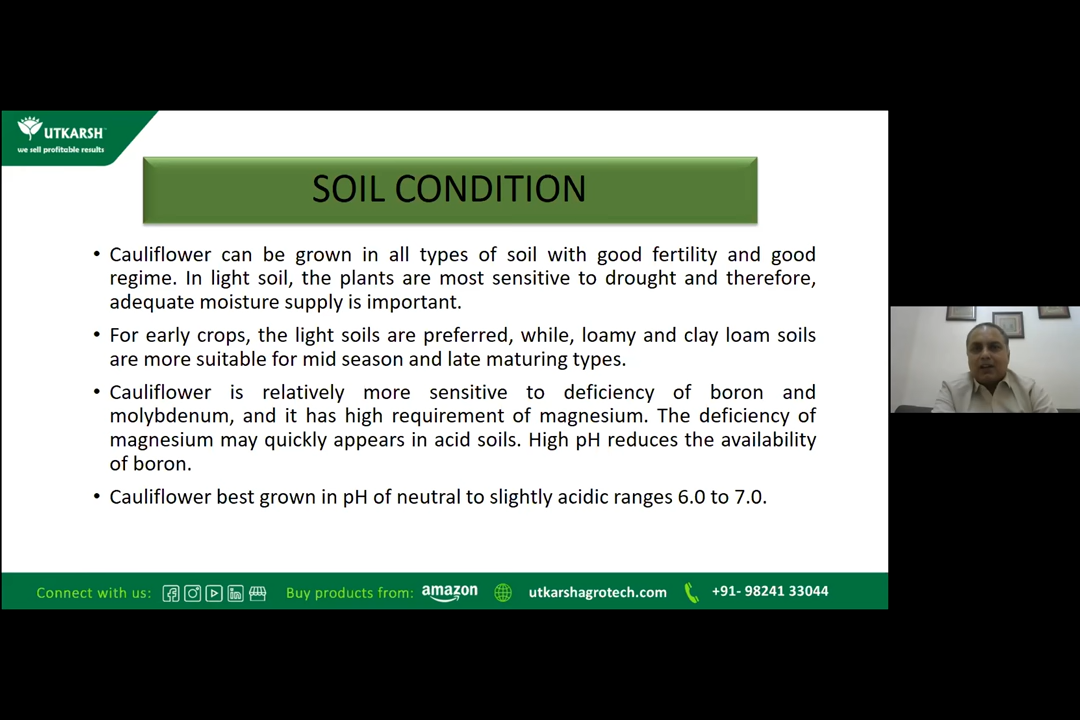 UTKARSH
we sell profitable results
SOIL CONDITION
• Cauliflower can be grown in all types of soil with good fertility and good
regime. In light soil, the plants are most sensitive to drought and therefore,
adequate moisture supply is important.
• For early crops, the light soils are preferred, while, loamy and clay loam soils
are more suitable for mid season and late maturing types.
• Cauliflower is relatively more sensitive to deficiency of boron and
molybdenum, and it has high requirement of magnesium. The deficiency of
magnesium may quickly appears in acid soils. High pH reduces the availability
of boron.
• Cauliflower best grown in pH of neutral to slightly acidic ranges 6.0 to 7.0.
Connect with us: Buy products from: amazon utkarshagrotech.com +91- 98241 33044